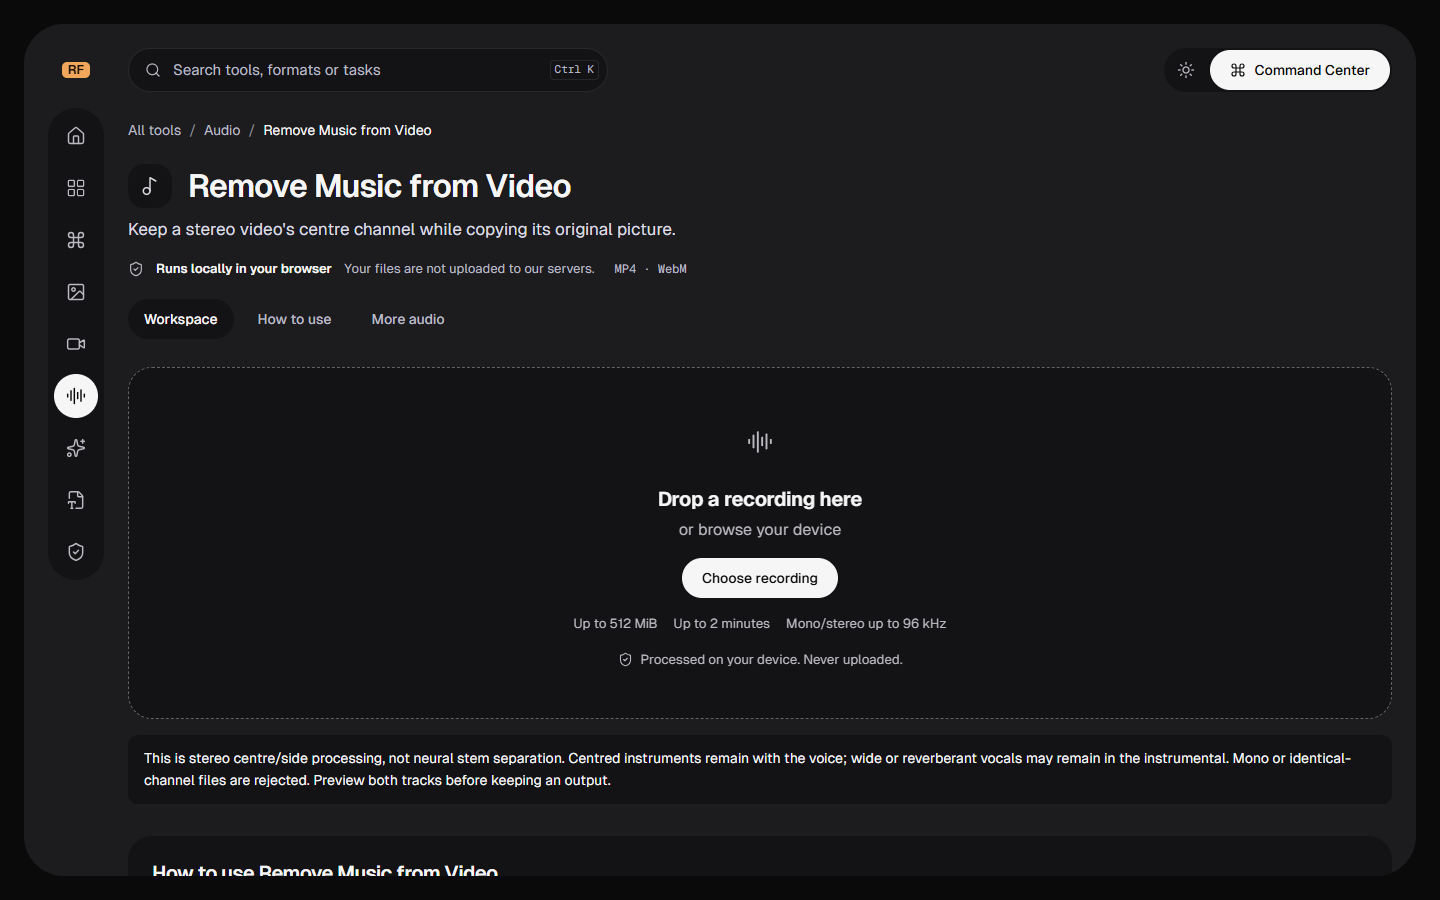 RF
Search tools, formats or tasks
Ctrl K
Command Center
All tools / Audio / Remove Music from Video
Remove Music from Video
Keep a stereo video's centre channel while copying its original picture.
Runs locally in your browser Your files are not uploaded to our servers. MP4 · WebM
Workspace How to use More audio
Drop a recording here
or browse your device
Choose recording
Up to 512 MiB Up to 2 minutes Mono/stereo up to 96 kHz
Processed on your device. Never uploaded.
This is stereo centre/side processing, not neural stem separation. Centred instruments remain with the voice; wide or reverberant vocals may remain in the instrumental. Mono or identical-
channel files are rejected. Preview both tracks before keeping an output.
How to use Remove Music from Video